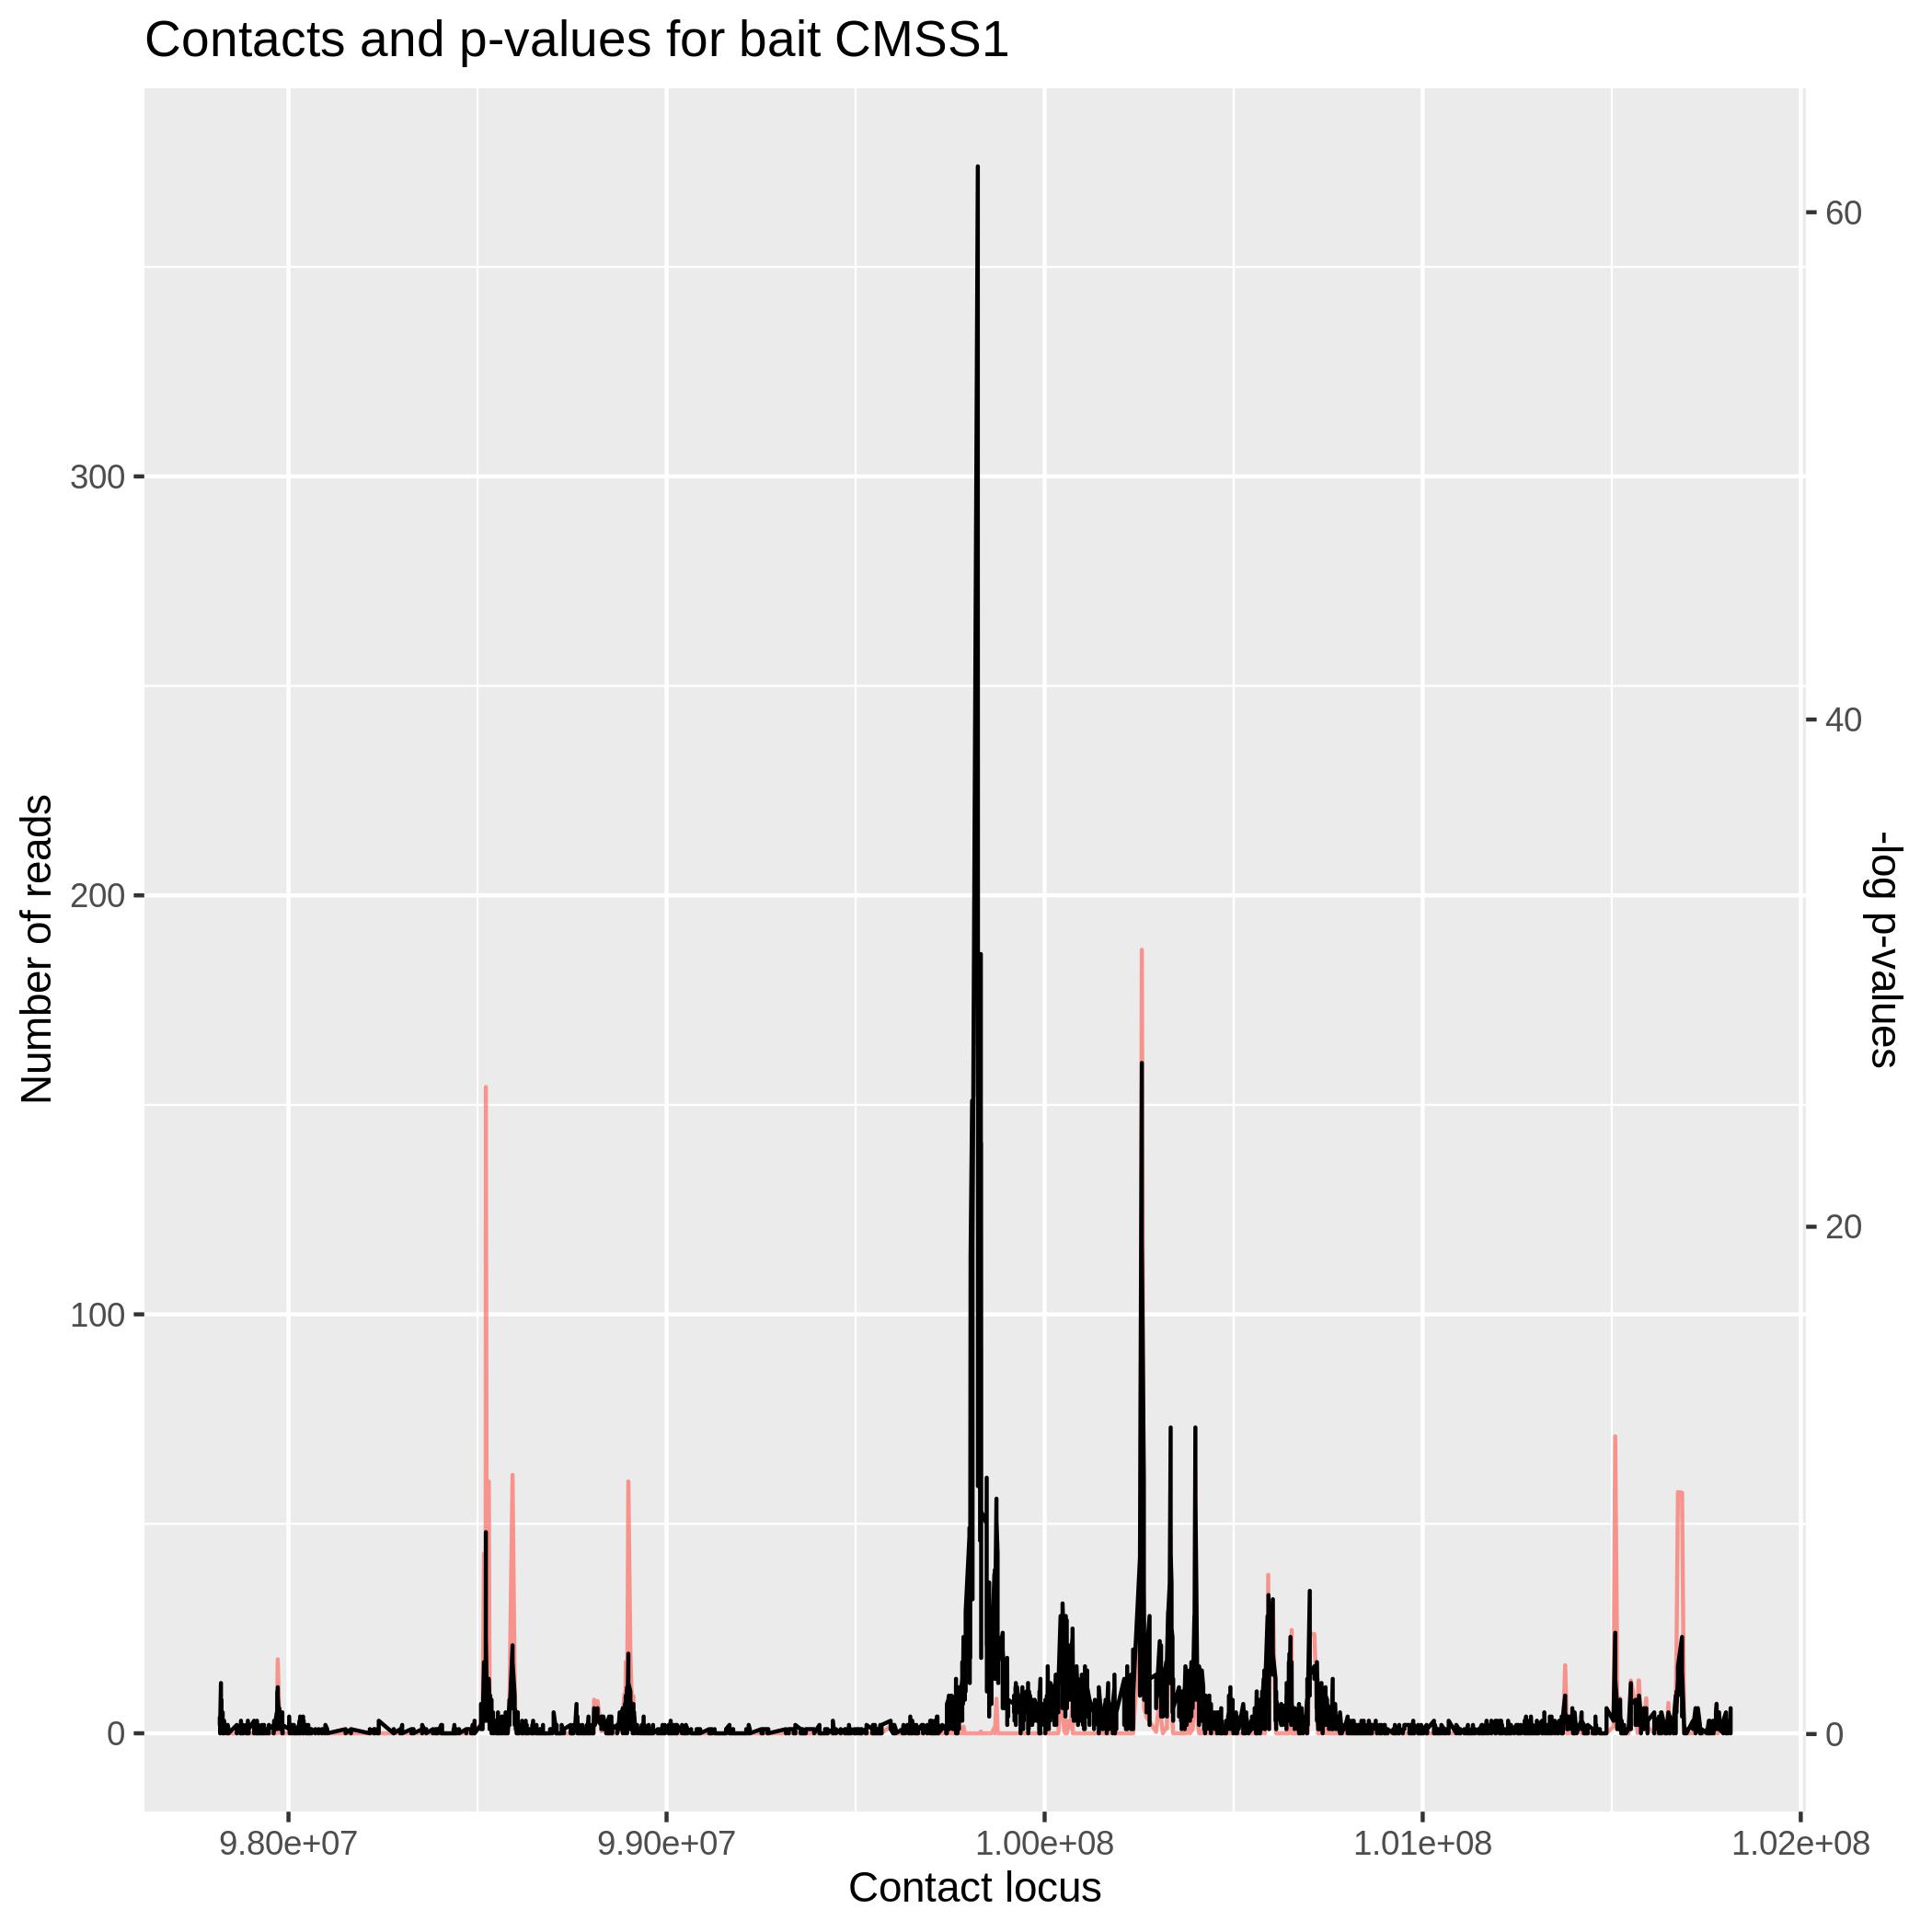 Contacts and p-values for bait CMSS1
Number of reads
300
200
100
0
60
40
20
0
-log p-values
9.80e+07
9.90e+07
1.00e+08
1.01e+08
1.02e+08
Contact locus